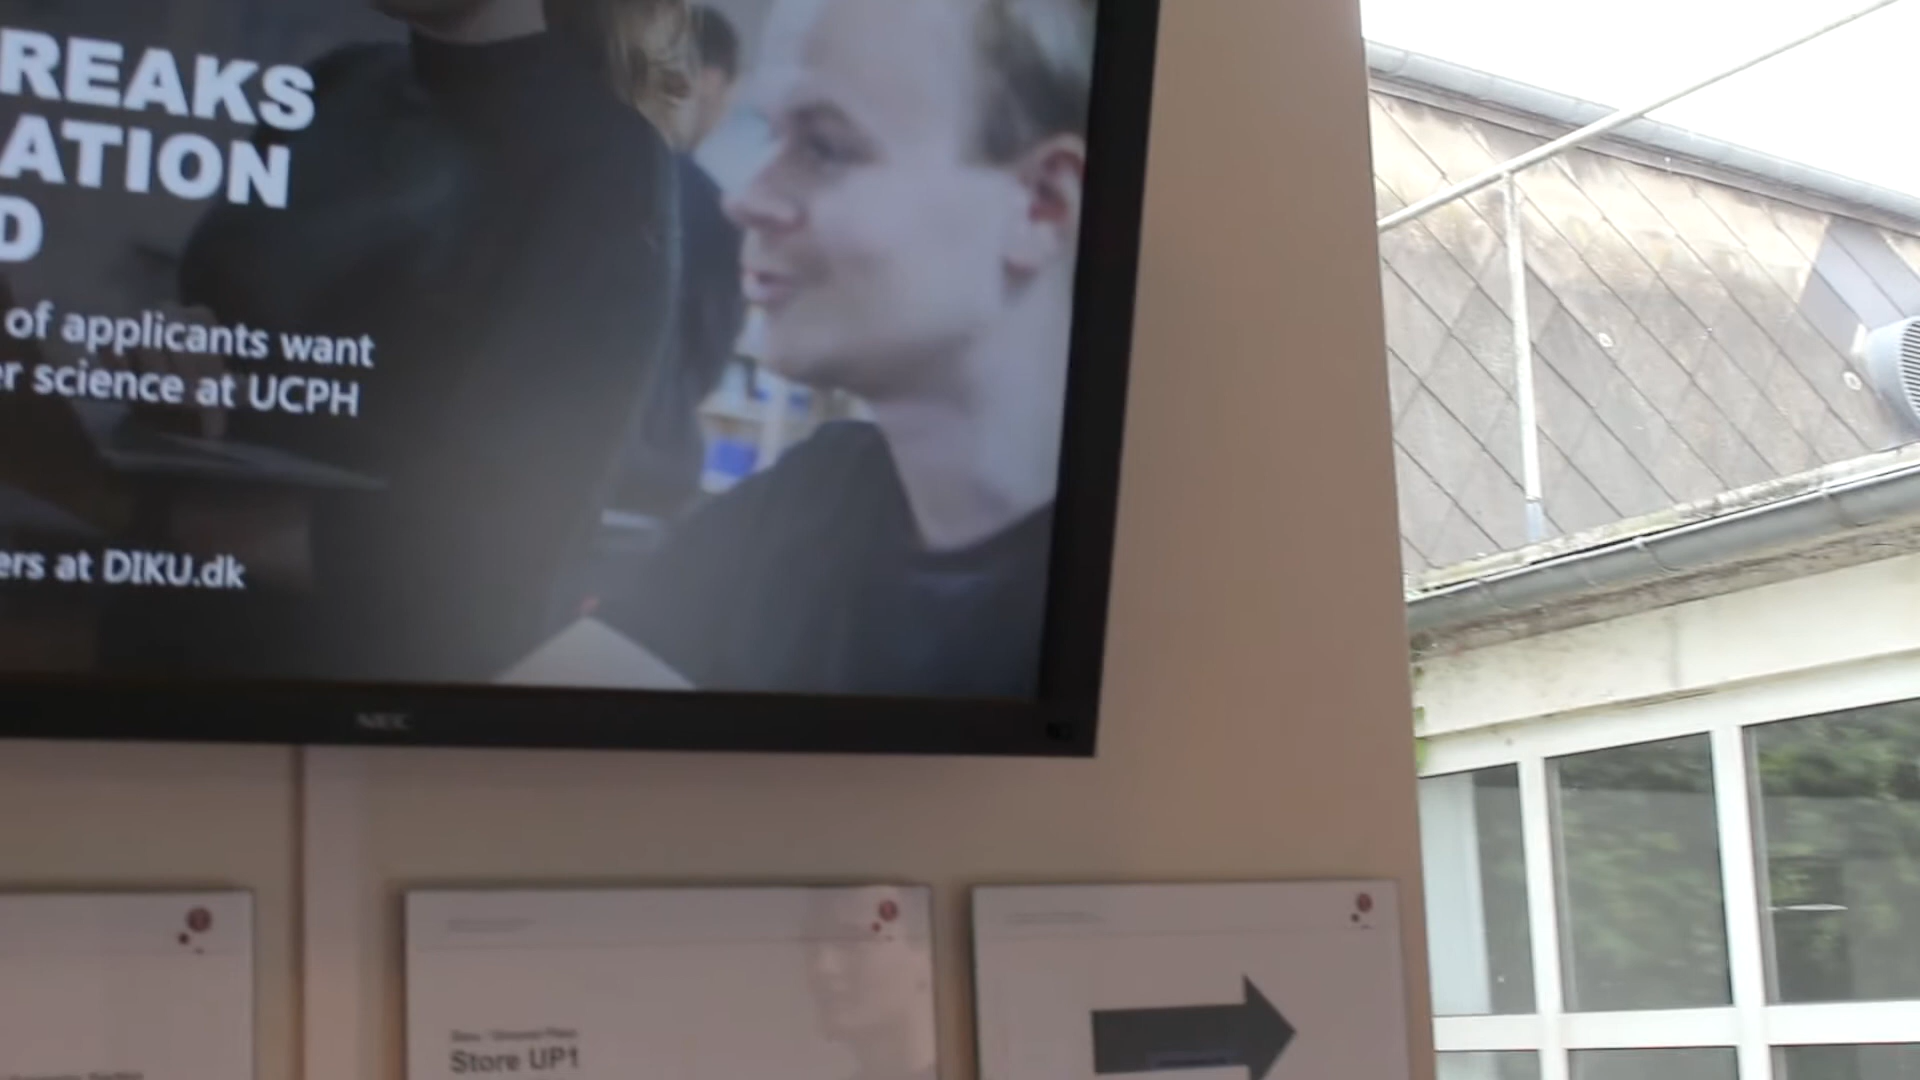 REAKS
ATION
D
of applicants want
er science at UCPH
ers at DIKU.dk
NEC
Store UP1